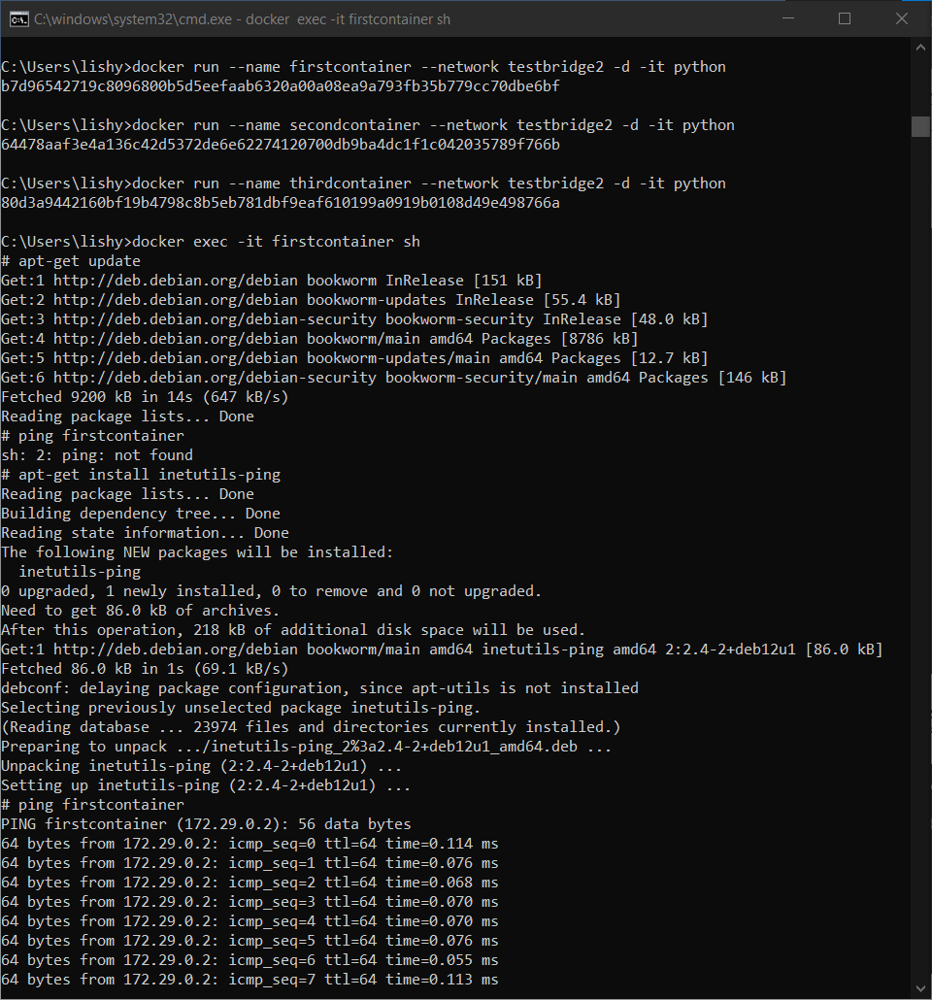 C:\windows\system32\cmd.exe - docker  exec -it firstcontainer sh
C:\Users\lishy>docker run --name firstcontainer --network testbridge2 -d -it python
b7d96542719c8096800b5d5eefaab6320a00a08ea9a793fb35b779cc70dbe6bf
C:\Users\lishy>docker run --name secondcontainer --network testbridge2 -d -it python
64478aaf3e4a136c42d5372de6e62274120700db9ba4dc1f1c042035789f766b
C:\Users\lishy>docker run --name thirdcontainer --network testbridge2 -d -it python
80d3a9442160bf19b4798c8b5eb781dbf9eaf610199a0919b0108d49e498766a
C:\Users\lishy>docker exec -it firstcontainer sh
# apt-get update
Get:1 http://deb.debian.org/debian bookworm InRelease [151 kB]
Get:2 http://deb.debian.org/debian bookworm-updates InRelease [55.4 kB]
Get:3 http://deb.debian.org/debian-security bookworm-security InRelease [48.0 kB]
Get:4 http://deb.debian.org/debian bookworm/main amd64 Packages [8786 kB]
Get:5 http://deb.debian.org/debian bookworm-updates/main amd64 Packages [12.7 kB]
Get:6 http://deb.debian.org/debian-security bookworm-security/main amd64 Packages [146 kB]
Fetched 9200 kB in 14s (647 kB/s)
Reading package lists... Done
# ping firstcontainer
sh: 2: ping: not found
# apt-get install inetutils-ping
Reading package lists... Done
Building dependency tree... Done
Reading state information... Done
The following NEW packages will be installed:
  inetutils-ping
0 upgraded, 1 newly installed, 0 to remove and 0 not upgraded.
Need to get 86.0 kB of archives.
After this operation, 218 kB of additional disk space will be used.
Get:1 http://deb.debian.org/debian bookworm/main amd64 inetutils-ping amd64 2:2.4-2+deb12u1 [86.0 kB]
Fetched 86.0 kB in 1s (69.1 kB/s)
debconf: delaying package configuration, since apt-utils is not installed
Selecting previously unselected package inetutils-ping.
(Reading database ... 23974 files and directories currently installed.)
Preparing to unpack .../inetutils-ping_2%3a2.4-2+deb12u1_amd64.deb ...
Unpacking inetutils-ping (2:2.4-2+deb12u1) ...
Setting up inetutils-ping (2:2.4-2+deb12u1) ...
# ping firstcontainer
PING firstcontainer (172.29.0.2): 56 data bytes
64 bytes from 172.29.0.2: icmp_seq=0 ttl=64 time=0.114 ms
64 bytes from 172.29.0.2: icmp_seq=1 ttl=64 time=0.076 ms
64 bytes from 172.29.0.2: icmp_seq=2 ttl=64 time=0.068 ms
64 bytes from 172.29.0.2: icmp_seq=3 ttl=64 time=0.070 ms
64 bytes from 172.29.0.2: icmp_seq=4 ttl=64 time=0.070 ms
64 bytes from 172.29.0.2: icmp_seq=5 ttl=64 time=0.076 ms
64 bytes from 172.29.0.2: icmp_seq=6 ttl=64 time=0.055 ms
64 bytes from 172.29.0.2: icmp_seq=7 ttl=64 time=0.113 ms